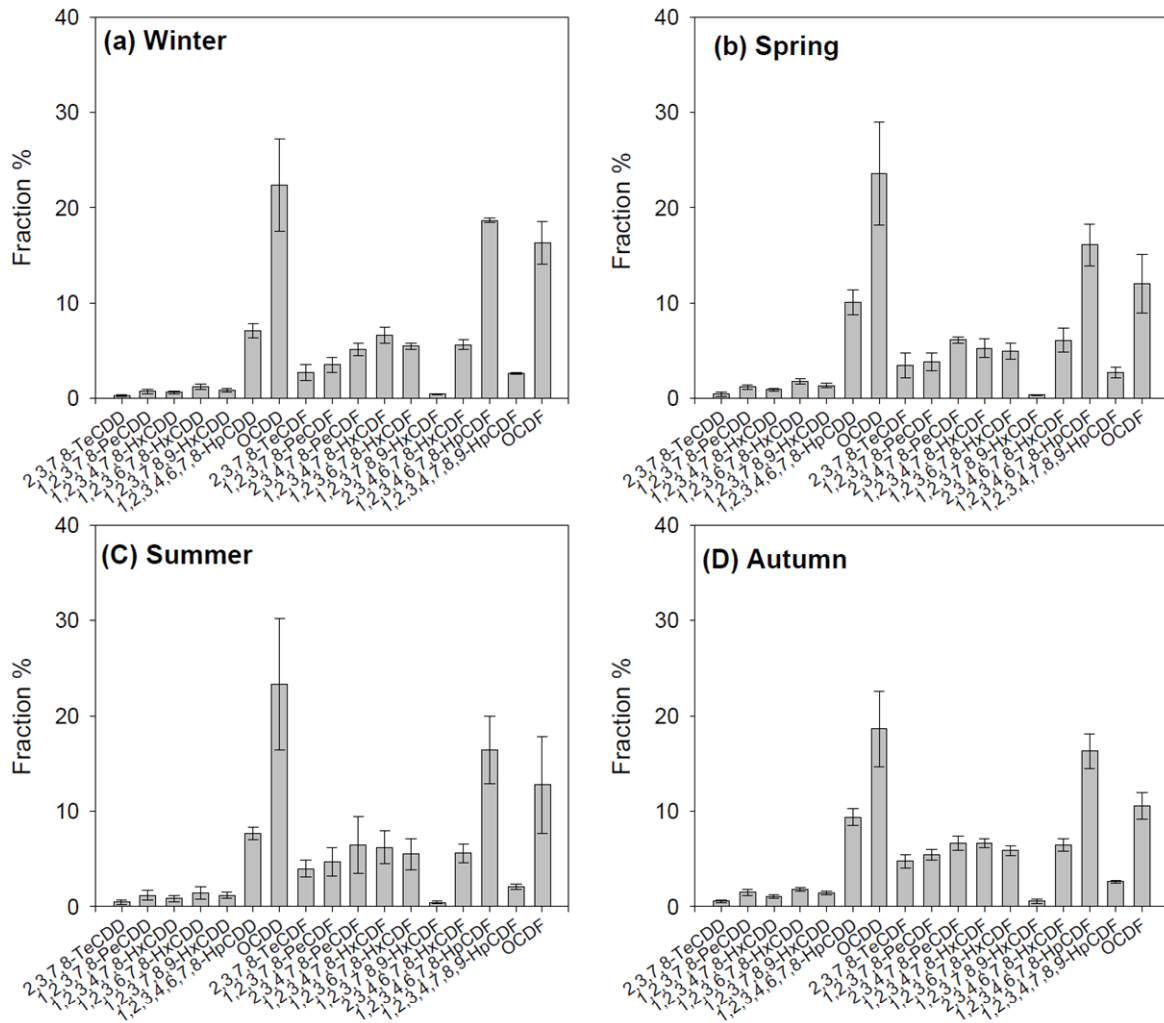 (a) Winter
40
30
20
10
0
Fraction %
2,3,7,8-TeCDD
1,2,3,7,8-PeCDD
1,2,3,4,7,8-HxCDD
1,2,3,6,7,8-HxCDD
1,2,3,7,8,9-HxCDD
1,2,3,4,6,7,8-HpCDD
OCDD
2,3,7,8-TeCDF
1,2,3,7,8-PeCDF
2,3,4,7,8-PeCDF
1,2,3,4,7,8-HxCDF
1,2,3,6,7,8-HxCDF
1,2,3,7,8,9-HxCDF
2,3,4,6,7,8-HxCDF
1,2,3,4,6,7,8-HpCDF
1,2,3,4,7,8,9-HpCDF
OCDF
(b) Spring
40
30
20
10
0
Fraction %
2,3,7,8-TeCDD
1,2,3,7,8-PeCDD
1,2,3,4,7,8-HxCDD
1,2,3,6,7,8-HxCDD
1,2,3,7,8,9-HxCDD
1,2,3,4,6,7,8-HpCDD
OCDD
2,3,7,8-TeCDF
1,2,3,7,8-PeCDF
2,3,4,7,8-PeCDF
1,2,3,4,7,8-HxCDF
1,2,3,6,7,8-HxCDF
1,2,3,7,8,9-HxCDF
2,3,4,6,7,8-HxCDF
1,2,3,4,6,7,8-HpCDF
1,2,3,4,7,8,9-HpCDF
OCDF
(C) Summer
40
30
20
10
0
Fraction %
2,3,7,8-TeCDD
1,2,3,7,8-PeCDD
1,2,3,4,7,8-HxCDD
1,2,3,6,7,8-HxCDD
1,2,3,7,8,9-HxCDD
1,2,3,4,6,7,8-HpCDD
OCDD
2,3,7,8-TeCDF
1,2,3,7,8-PeCDF
2,3,4,7,8-PeCDF
1,2,3,4,7,8-HxCDF
1,2,3,6,7,8-HxCDF
1,2,3,7,8,9-HxCDF
2,3,4,6,7,8-HxCDF
1,2,3,4,6,7,8-HpCDF
1,2,3,4,7,8,9-HpCDF
OCDF
(D) Autumn
40
30
20
10
0
Fraction %
2,3,7,8-TeCDD
1,2,3,7,8-PeCDD
1,2,3,4,7,8-HxCDD
1,2,3,6,7,8-HxCDD
1,2,3,7,8,9-HxCDD
1,2,3,4,6,7,8-HpCDD
OCDD
2,3,7,8-TeCDF
1,2,3,7,8-PeCDF
2,3,4,7,8-PeCDF
1,2,3,4,7,8-HxCDF
1,2,3,6,7,8-HxCDF
1,2,3,7,8,9-HxCDF
2,3,4,6,7,8-HxCDF
1,2,3,4,6,7,8-HpCDF
1,2,3,4,7,8,9-HpCDF
OCDF